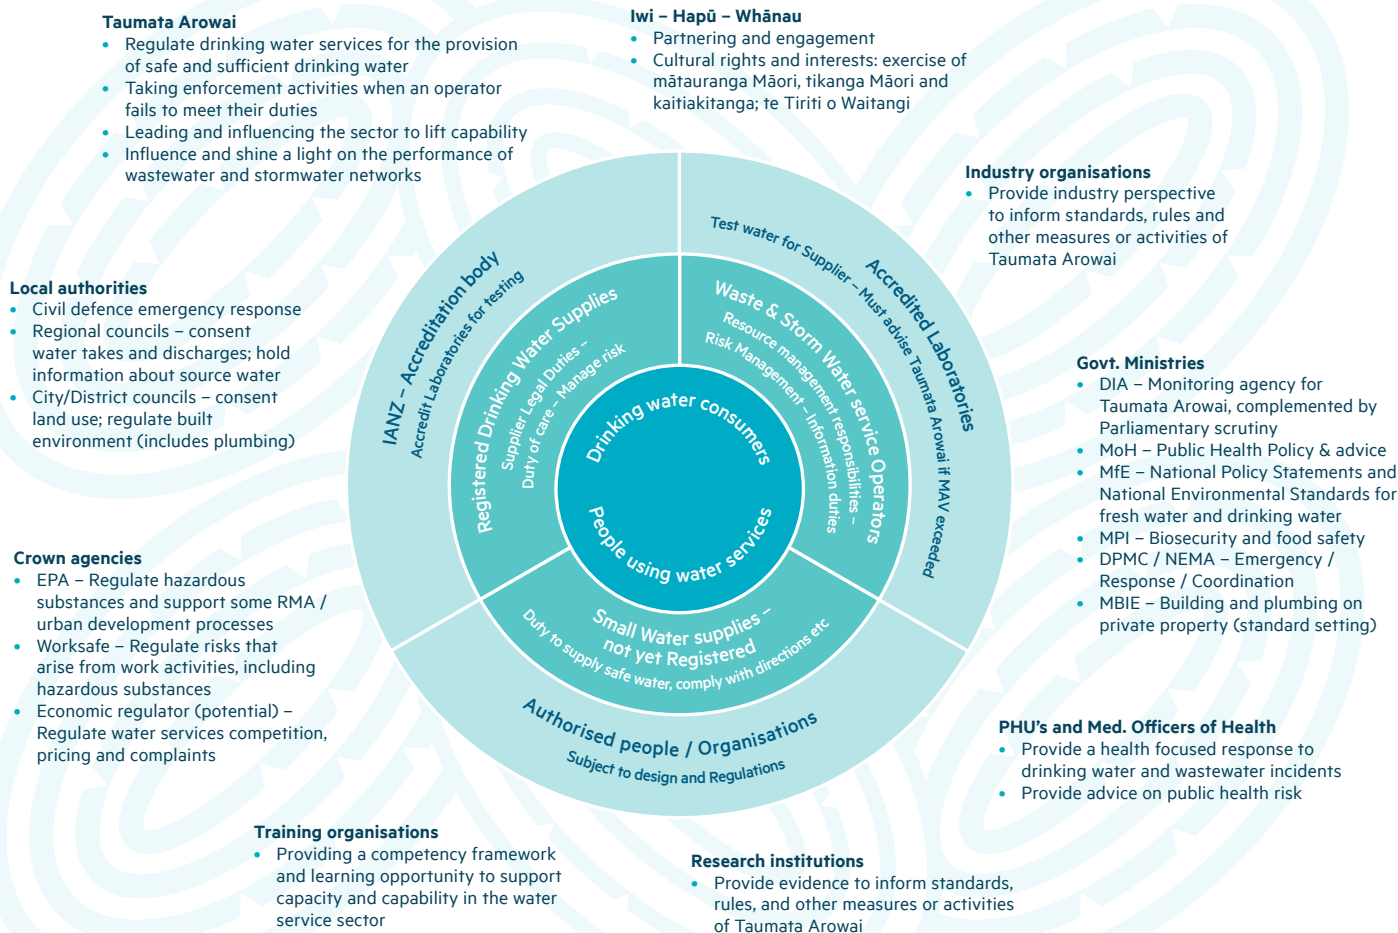 Taumata Arowai
• Regulate drinking water services for the provision
of safe and sufficient drinking water
• Taking enforcement activities when an operator
fails to meet their duties
• Leading and influencing the sector to lift capability
• Influence and shine a light on the performance of
wastewater and stormwater networks
Iwi – Hapū – Whānau
• Partnering and engagement
• Cultural rights and interests: exercise of
mātauranga Māori, tikanga Māori and
kaitiakitanga; te Tiriti o Waitangi
Industry organisations
• Provide industry perspective
to inform standards, rules and
other measures or activities of
Taumata Arowai
Local authorities
• Civil defence emergency response
• Regional councils – consent
water takes and discharges; hold
information about source water
• City/District councils – consent
land use; regulate built
environment (includes plumbing)
Govt. Ministries
• DIA – Monitoring agency for
Taumata Arowai, complemented by
Parliamentary scrutiny
• MoH – Public Health Policy & advice
• MfE – National Policy Statements and
National Environmental Standards for
fresh water and drinking water
• MPI – Biosecurity and food safety
• DPMC / NEMA – Emergency /
Response / Coordination
• MBIE – Building and plumbing on
private property (standard setting)
Crown agencies
• EPA – Regulate hazardous
substances and support some RMA /
urban development processes
• Worksafe – Regulate risks that
arise from work activities, including
hazardous substances
• Economic regulator (potential) –
Regulate water services competition,
pricing and complaints
PHU's and Med. Officers of Health
• Provide a health focused response to
drinking water and wastewater incidents
• Provide advice on public health risk
Training organisations
• Providing a competency framework
and learning opportunity to support
capacity and capability in the water
service sector
Research institutions
• Provide evidence to inform standards,
rules, and other measures or activities
of Taumata Arowai
IANZ – Accreditation body
Accredit Laboratories for testing
Accredited Laboratories
Test water for Supplier – Must advise Taumata Arowai if MAV exceeded
Authorised people / Organisations
Subject to design and Regulations
Registered Drinking Water Supplies
Supplier Legal Duties –
Duty of care – Manage risk
Waste & Storm Water service Operators
Resource management responsibilities –
Risk Management – Information duties
Small Water supplies –
not yet Registered
Duty to supply safe water, comply with directions etc
Drinking water consumers
People using water services